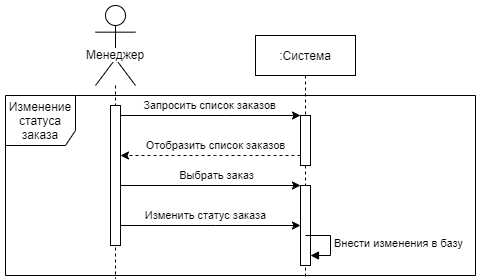 Менеджер
:Система
Изменение
статуса
заказа
Запросить список заказов
Отобразить список заказов
Выбрать заказ
Изменить статус заказа
Внести изменения в базу